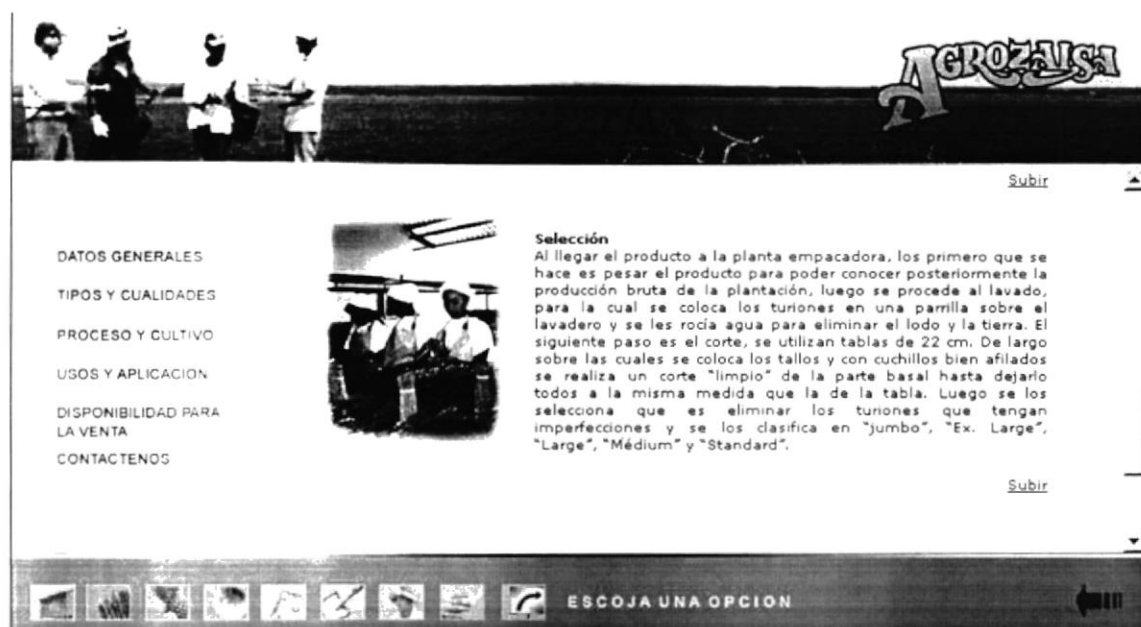 AGROZAISA
Subir
DATOS GENERALES
TIPOS Y CUALIDADES
PROCESO Y CULTIVO
USOS Y APLICACION
DISPONIBILIDAD PARA
LA VENTA
CONTACTENOS
Selección
Al llegar el producto a la planta empacadora, los primero que se
hace es pesar el producto para poder conocer posteriormente la
producción bruta de la plantación, luego se procede al lavado,
para la cual se coloca los turiones en una parrilla sobre el
lavadero y se les rocía agua para eliminar el lodo y la tierra. El
siguiente paso es el corte, se utilizan tablas de 22 cm. De largo
sobre las cuales se coloca los tallos y con cuchillos bien afilados
se realiza un corte "limpio" de la parte basal hasta dejarlo
todos a la misma medida que la de la tabla. Luego se los
selecciona que es eliminar los turiones que tengan
imperfecciones y se los clasifica en "jumbo", "Ex. Large",
"Large", "Médium" y "Standard".
Subir
ESCOJA UNA OPCION